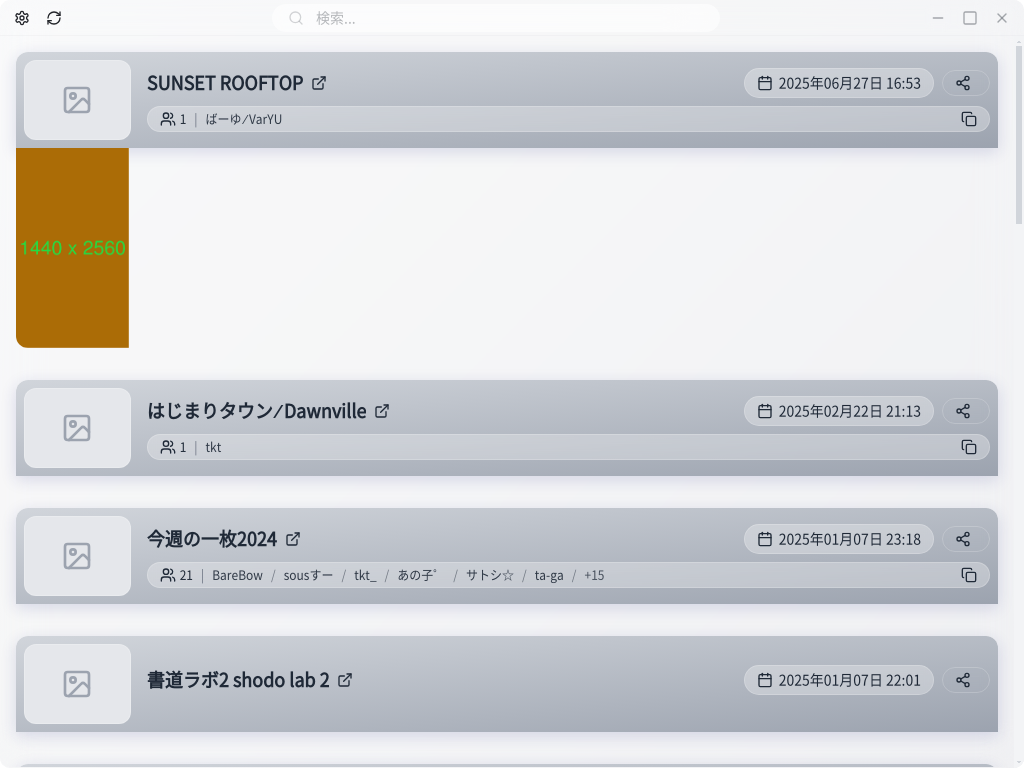 検索...
SUNSET ROOFTOP 2025年06月27日 16:53
1 | ばーゆ/VarYU
1440 x 2560
はじまりタウン/Dawnville 2025年02月22日 21:13
1 | tkt
今週の一枚2024 2025年01月07日 23:18
21 | BareBow / sousすー / tkt_ / あの子゜ / サトシ☆ / ta-ga / +15
書道ラボ2 shodo lab 2 2025年01月07日 22:01